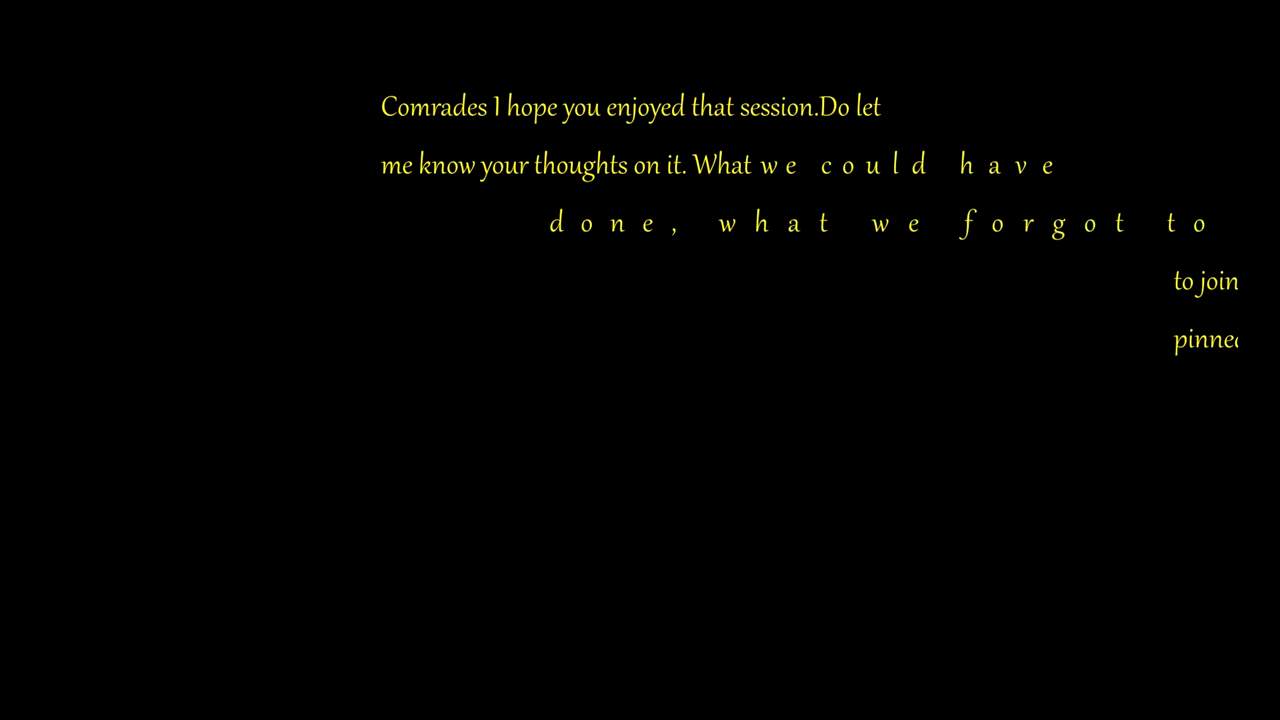 Comrades I hope you enjoyed that session.Do let
me know your thoughts on it. What we could have
done, what we forgot to
to join